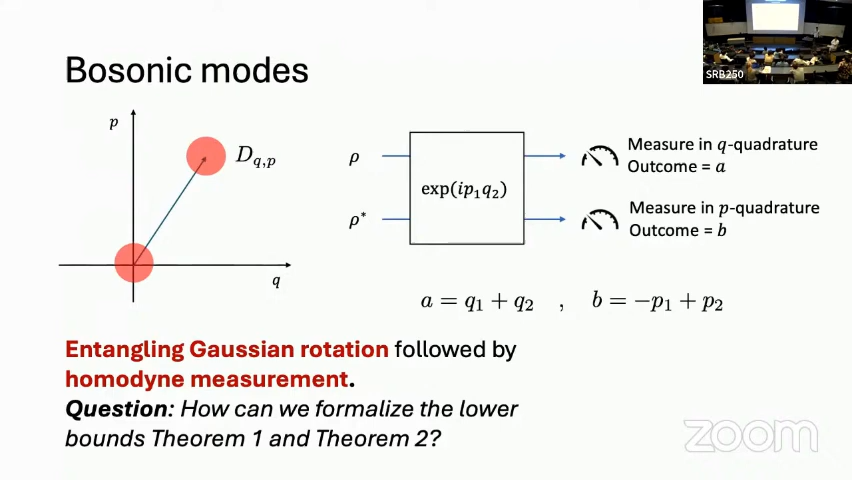 SRB250
Bosonic modes
p
D_{q,p}
q
ρ
ρ*
exp(ip₁q₂)
Measure in q-quadrature
Outcome = a
Measure in p-quadrature
Outcome = b
a = q₁ + q₂ , b = −p₁ + p₂
Entangling Gaussian rotation followed by
homodyne measurement.
Question: How can we formalize the lower
bounds Theorem 1 and Theorem 2?
zoom